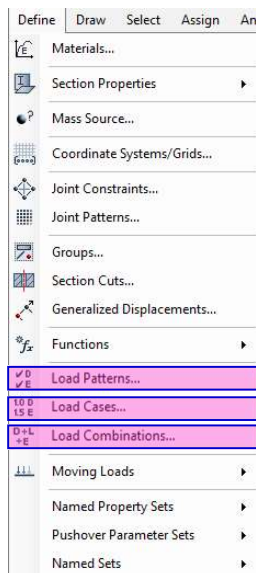 Define Draw Select Assign An
Materials...
Section Properties
Mass Source...
Coordinate Systems/Grids...
Joint Constraints...
Joint Patterns...
Groups...
Section Cuts...
Generalized Displacements...
Functions
Load Patterns...
Load Cases...
Load Combinations...
Moving Loads
Named Property Sets
Pushover Parameter Sets
Named Sets